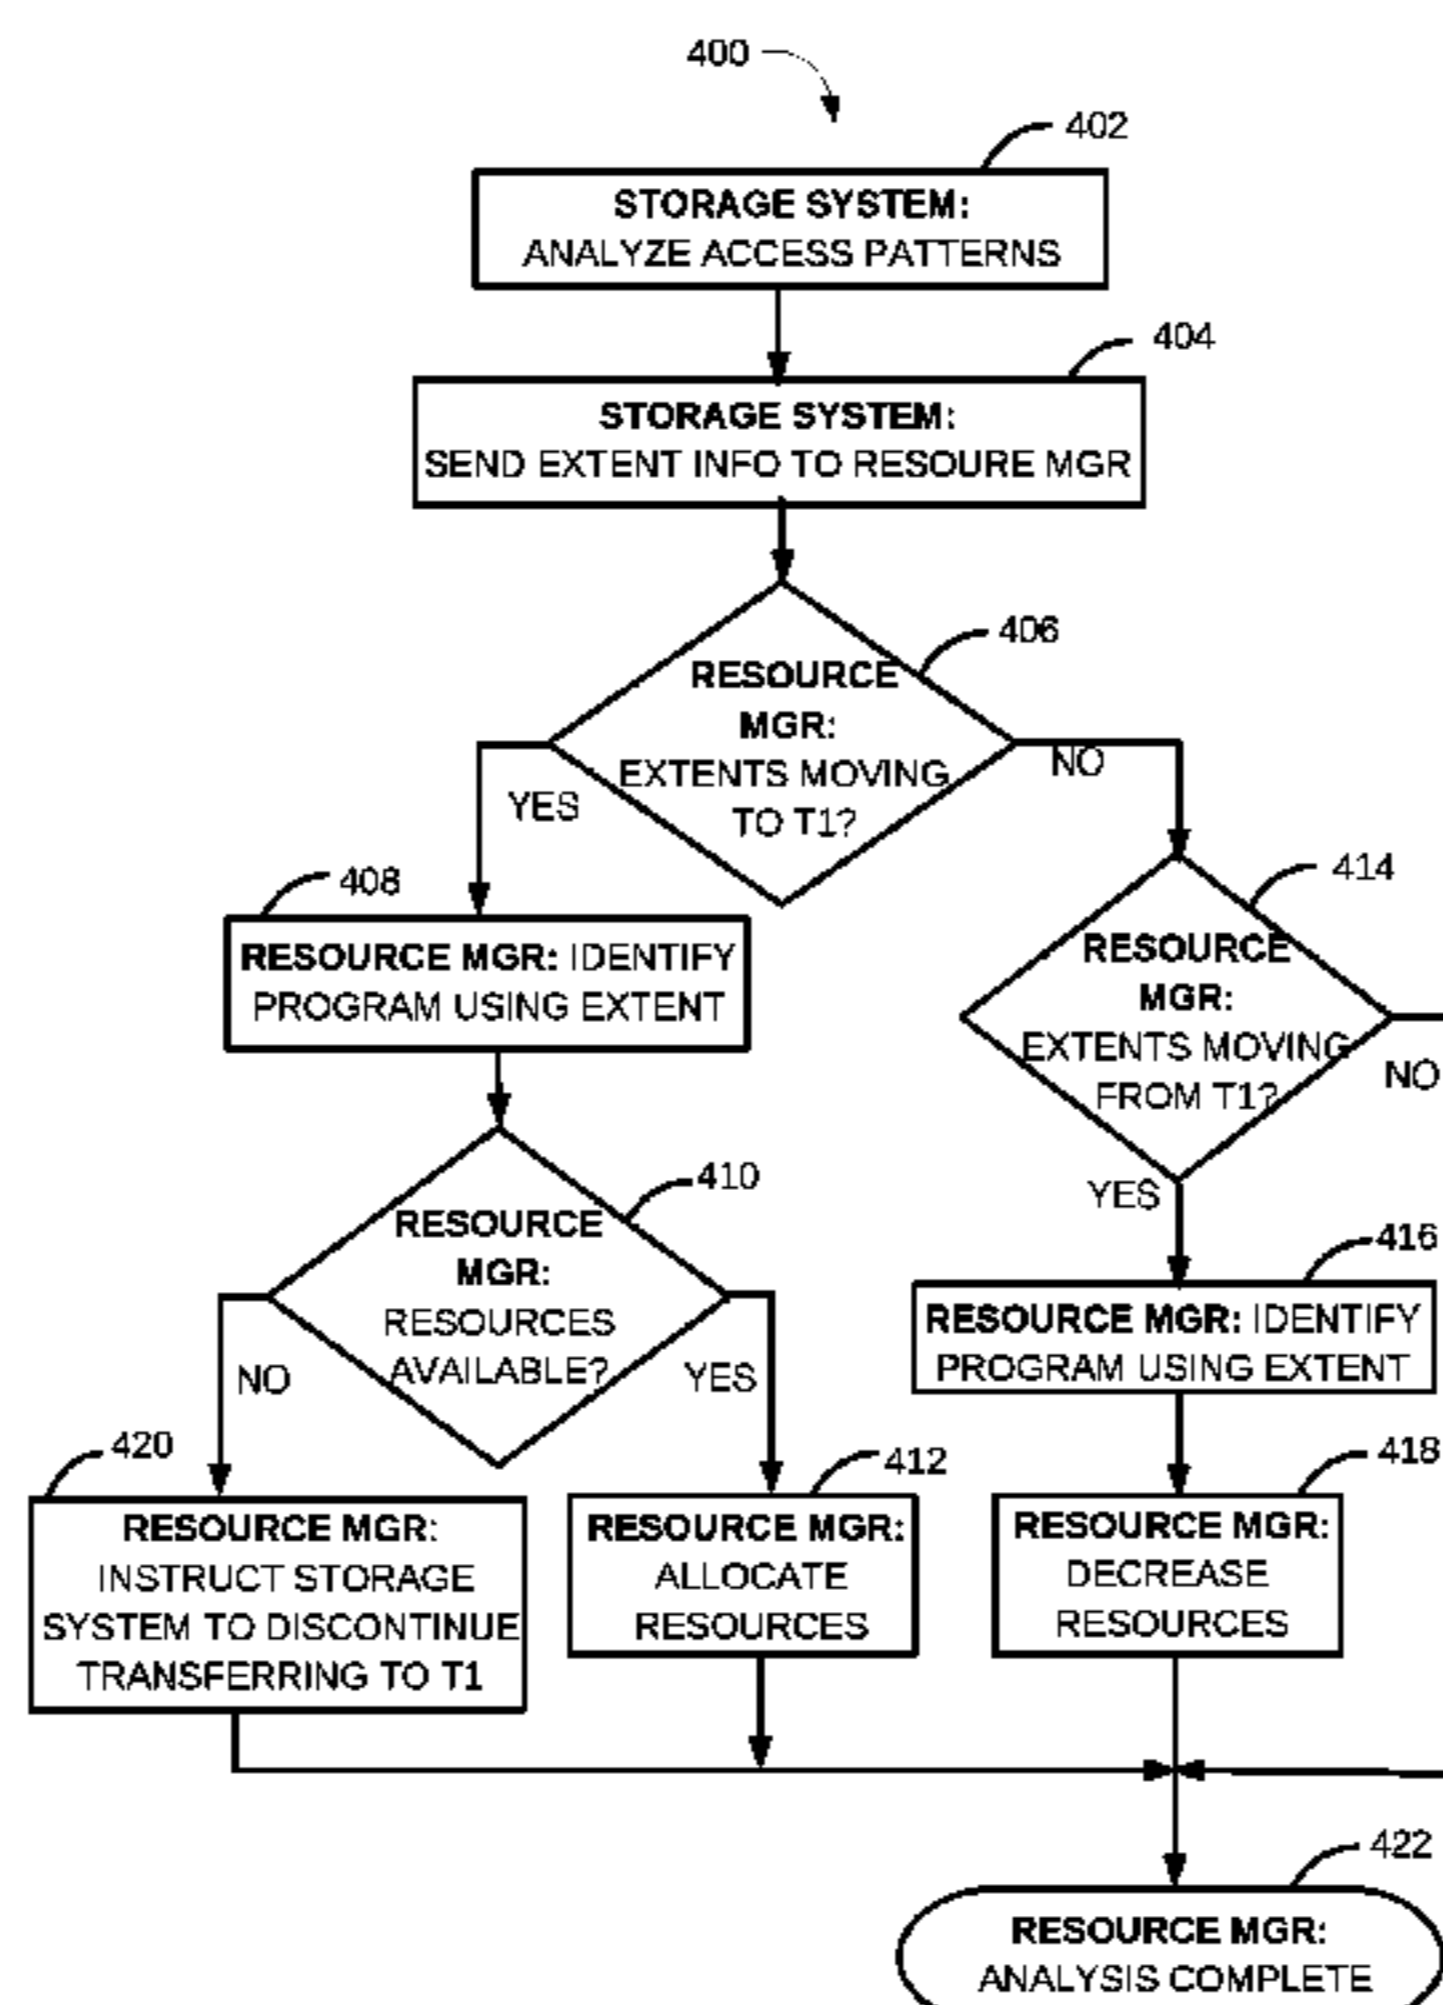 400
402
STORAGE SYSTEM:
ANALYZE ACCESS PATTERNS
404
STORAGE SYSTEM:
SEND EXTENT INFO TO RESOURE MGR
406
RESOURCE
MGR:
EXTENTS MOVING
TO T1?
YES
NO
408
RESOURCE MGR: IDENTIFY
PROGRAM USING EXTENT
414
RESOURCE
MGR:
EXTENTS MOVING
FROM T1?
NO
YES
410
RESOURCE
MGR:
RESOURCES
AVAILABLE?
NO
YES
416
RESOURCE MGR: IDENTIFY
PROGRAM USING EXTENT
420
RESOURCE MGR:
INSTRUCT STORAGE
SYSTEM TO DISCONTINUE
TRANSFERRING TO T1
412
RESOURCE MGR:
ALLOCATE
RESOURCES
418
RESOURCE MGR:
DECREASE
RESOURCES
422
RESOURCE MGR:
ANALYSIS COMPLETE